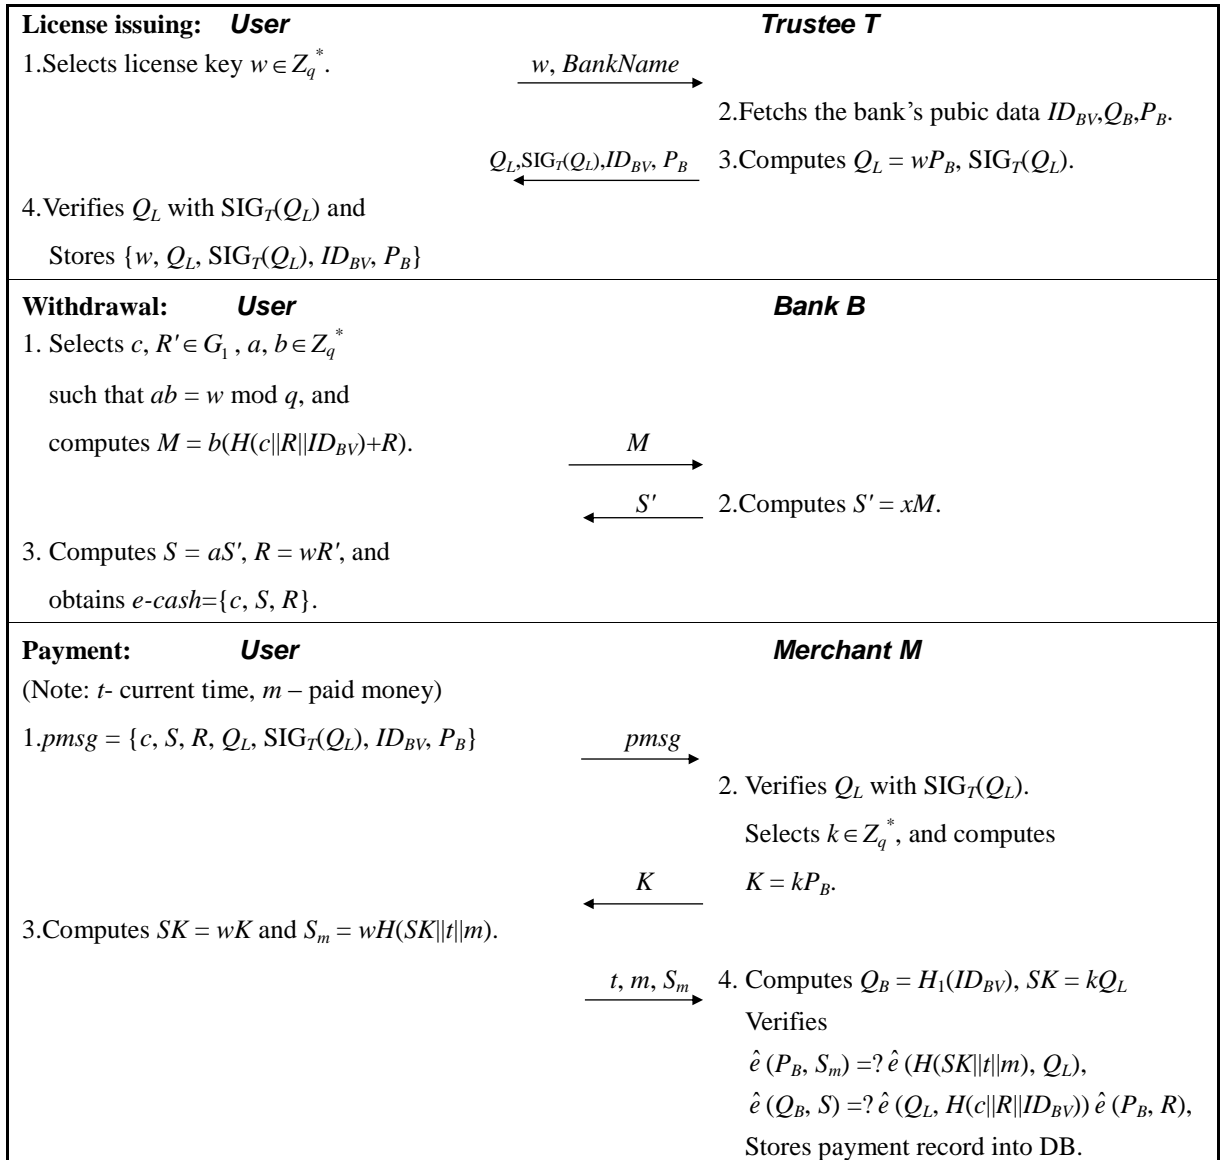 License issuing: User Trustee T
1.Selects license key w ∈ Z_q^*. w, BankName
2.Fetchs the bank's pubic data ID_BV,Q_B,P_B.
Q_L,SIG_T(Q_L),ID_BV, P_B 3.Computes Q_L = wP_B, SIG_T(Q_L).
4.Verifies Q_L with SIG_T(Q_L) and
Stores {w, Q_L, SIG_T(Q_L), ID_BV, P_B}
Withdrawal: User Bank B
1. Selects c, R' ∈ G_1 , a, b ∈ Z_q^*
such that ab = w mod q, and
computes M = b(H(c||R||ID_BV)+R). M
S' 2.Computes S' = xM.
3. Computes S = aS', R = wR', and
obtains e-cash={c, S, R}.
Payment: User Merchant M
(Note: t- current time, m – paid money)
1.pmsg = {c, S, R, Q_L, SIG_T(Q_L), ID_BV, P_B} pmsg
2. Verifies Q_L with SIG_T(Q_L).
Selects k ∈ Z_q^*, and computes
K K = kP_B.
3.Computes SK = wK and S_m = wH(SK||t||m).
t, m, S_m 4. Computes Q_B = H_1(ID_BV), SK = kQ_L
Verifies
ê (P_B, S_m) =? ê (H(SK||t||m), Q_L),
ê (Q_B, S) =? ê (Q_L, H(c||R||ID_BV)) ê (P_B, R),
Stores payment record into DB.